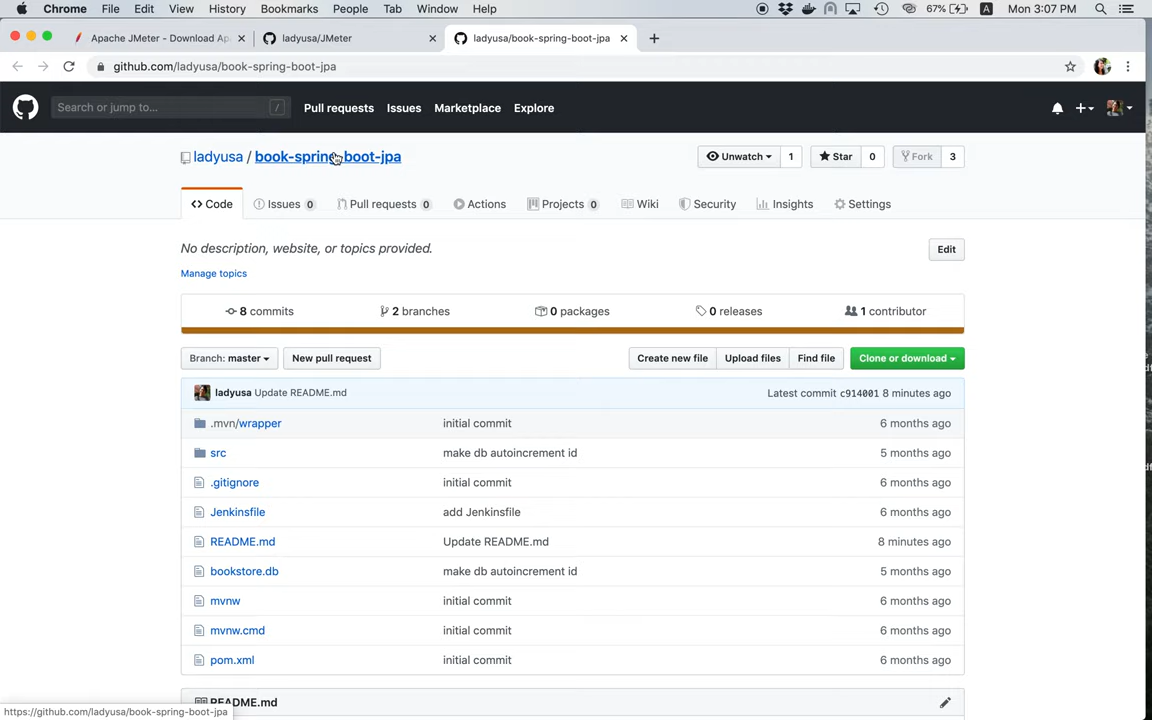 Chrome File Edit View History Bookmarks People Tab Window Help 67% A Mon 3:07 PM
Apache JMeter - Download Ap
ladyusa/JMeter
ladyusa/book-spring-boot-jpa
github.com/ladyusa/book-spring-boot-jpa
Search or jump to... / Pull requests Issues Marketplace Explore
ladyusa / book-spring-boot-jpa Unwatch 1 Star 0 Fork 3
Code Issues 0 Pull requests 0 Actions Projects 0 Wiki Security Insights Settings
No description, website, or topics provided. Edit
Manage topics
8 commits 2 branches 0 packages 0 releases 1 contributor
Branch: master New pull request Create new file Upload files Find file Clone or download
ladyusa Update README.md Latest commit c914001 8 minutes ago
.mvn/wrapper initial commit 6 months ago
src make db autoincrement id 5 months ago
.gitignore initial commit 6 months ago
Jenkinsfile add Jenkinsfile 6 months ago
README.md Update README.md 8 minutes ago
bookstore.db make db autoincrement id 5 months ago
mvnw initial commit 6 months ago
mvnw.cmd initial commit 6 months ago
pom.xml initial commit 6 months ago
README.md
https://github.com/ladyusa/book-spring-boot-jpa